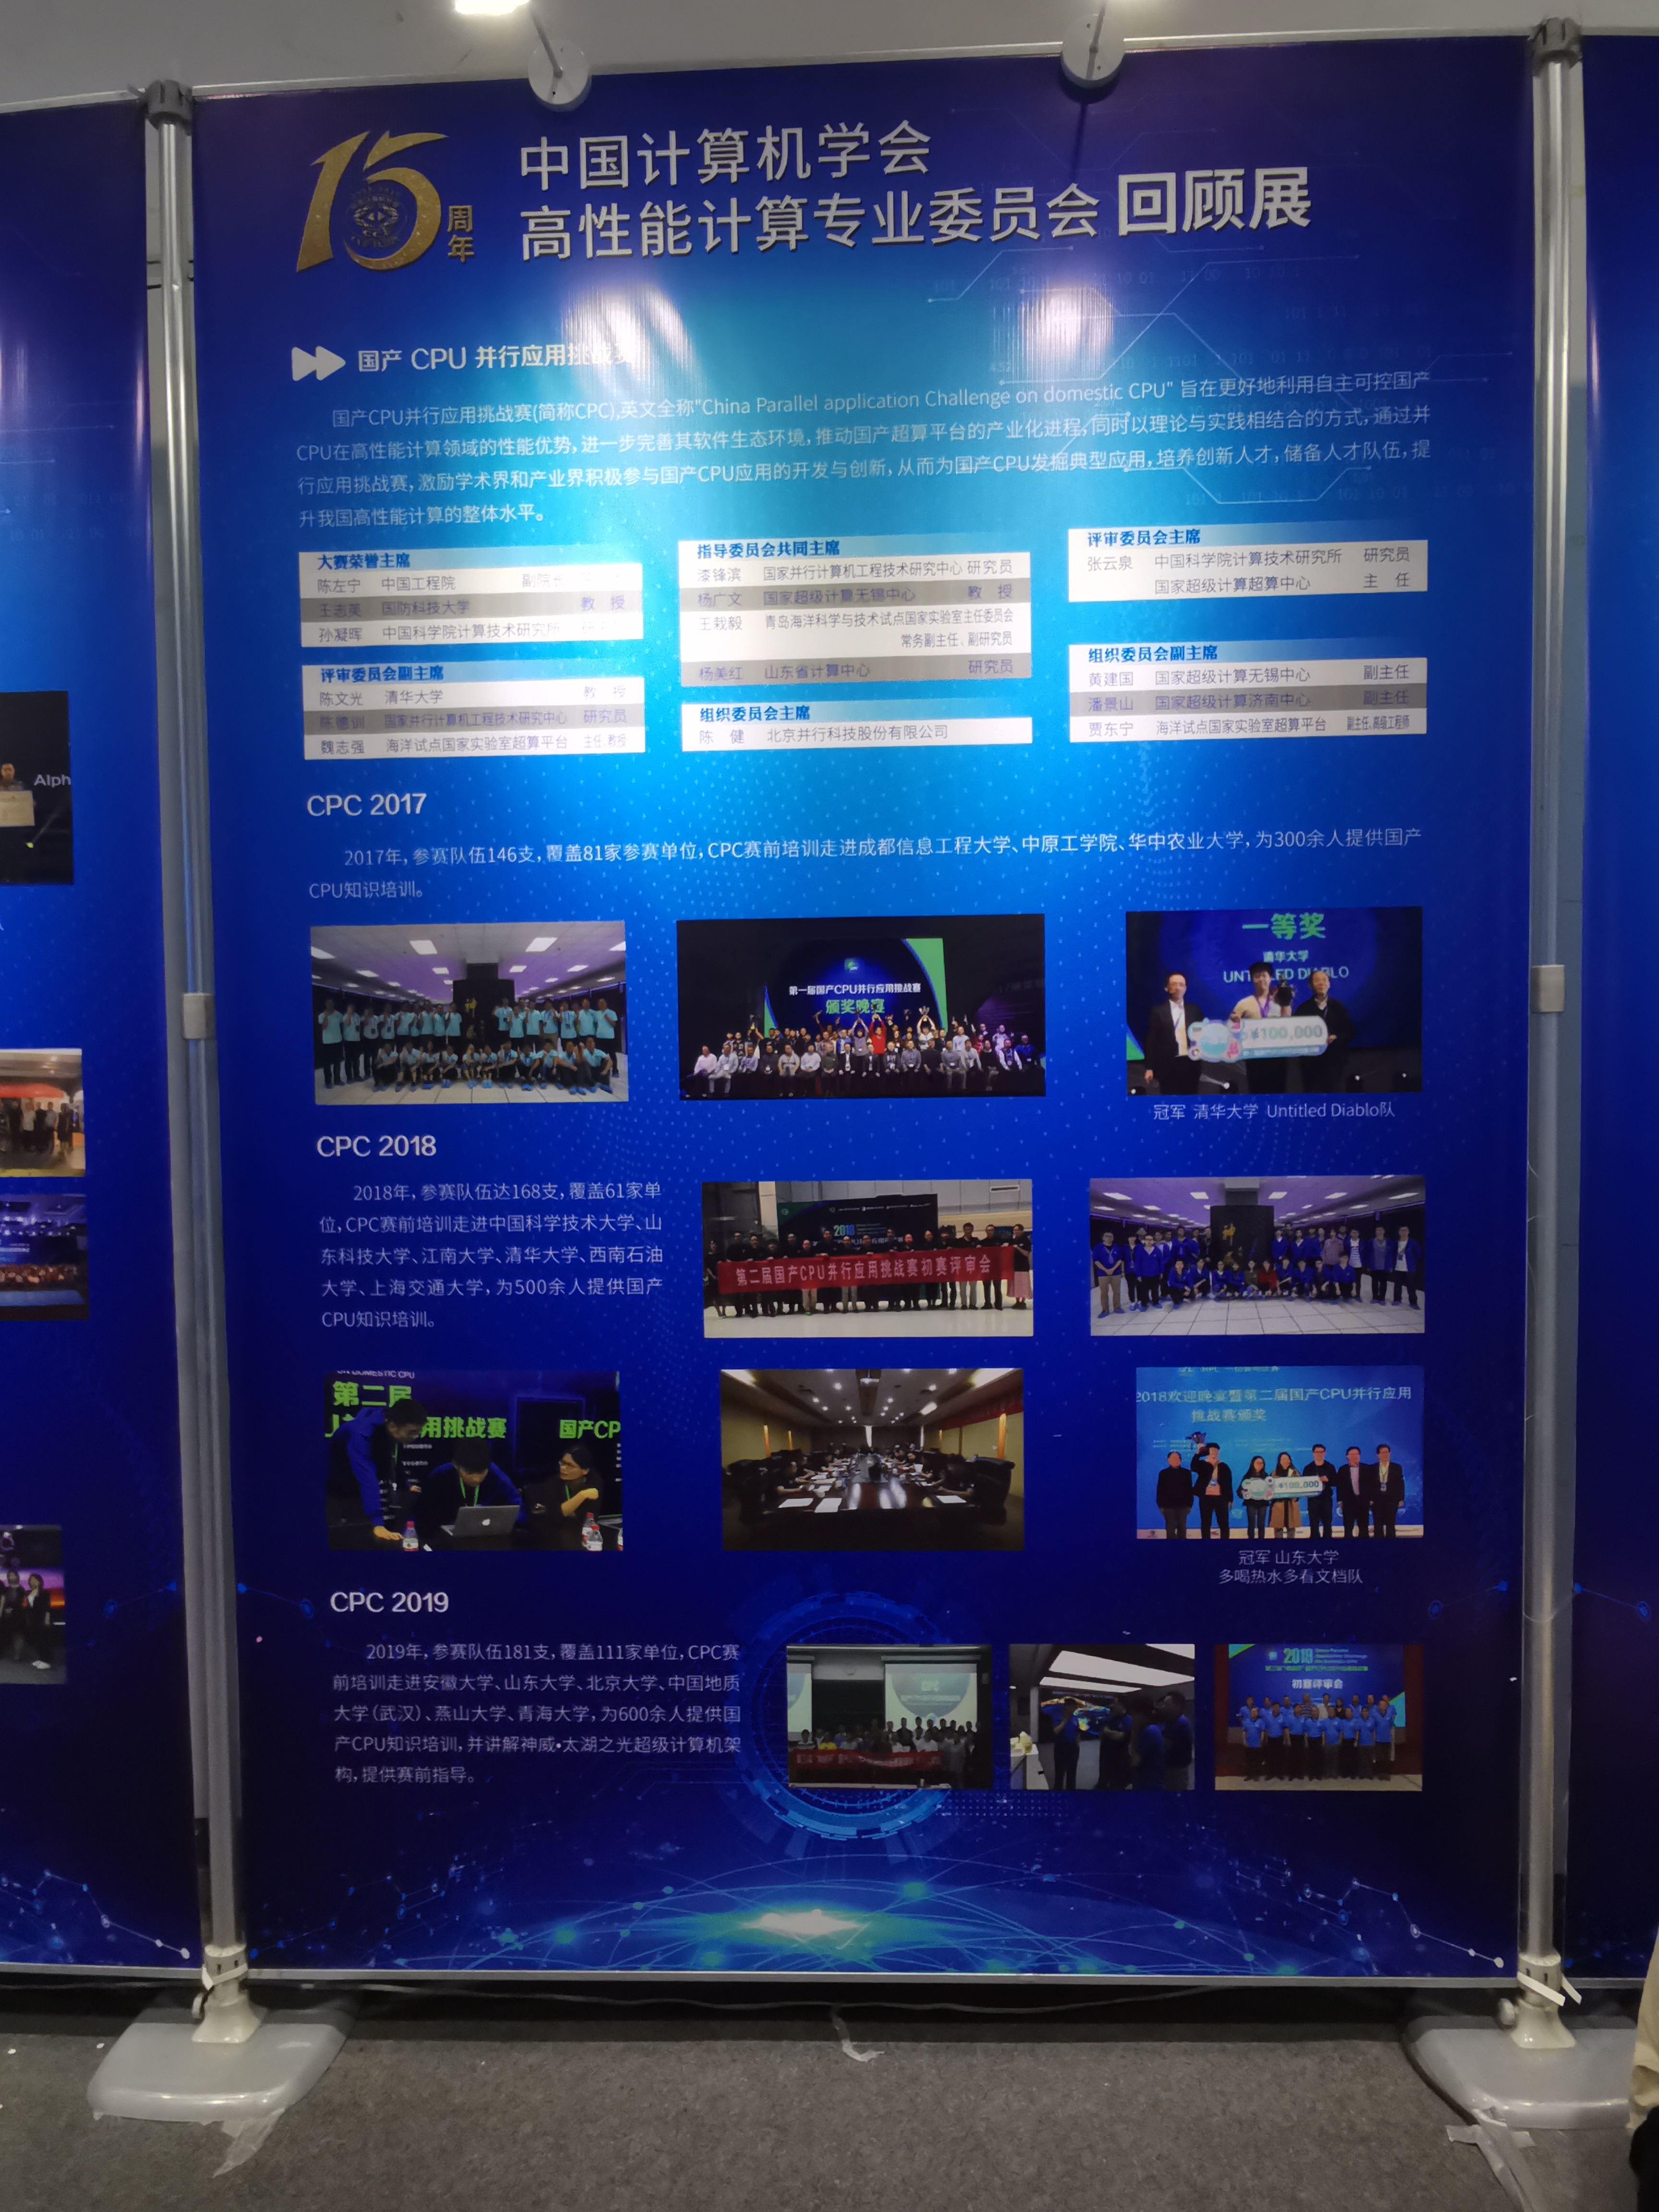 15周年
中国计算机学会
高性能计算专业委员会 回顾展
国产 CPU 并行应用挑战赛
国产CPU并行应用挑战赛(简称CPC),英文全称"China Parallel application Challenge on domestic CPU" 旨在更好地利用自主可控国产
CPU在高性能计算领域的性能优势,进一步完善其软件生态环境,推动国产超算平台的产业化进程,同时以理论与实践相结合的方式,通过并
行应用挑战赛,激励学术界和产业界积极参与国产CPU应用的开发与创新,从而为国产CPU发掘典型应用,培养创新人才,储备人才队伍,提
升我国高性能计算的整体水平。
大赛荣誉主席
陈左宁 中国工程院 副院长
王志英 国防科技大学 教 授
孙凝晖 中国科学院计算技术研究所
评审委员会副主席
陈文光 清华大学 教 授
陈德训 国家并行计算机工程技术研究中心 研究员
魏志强 海洋试点国家实验室超算平台 主任、教授
指导委员会共同主席
漆锋滨 国家并行计算机工程技术研究中心 研究员
杨广文 国家超级计算无锡中心 教 授
王栽毅 青岛海洋科学与技术试点国家实验室主任委员会
常务副主任、副研究员
杨美红 山东省计算中心 研究员
组织委员会主席
陈 健 北京并行科技股份有限公司
评审委员会主席
张云泉 中国科学院计算技术研究所 研究员
国家超级计算超算中心 主 任
组织委员会副主席
黄建国 国家超级计算无锡中心 副主任
潘景山 国家超级计算济南中心 副主任
贾东宁 海洋试点国家实验室超算平台 副主任、高级工程师
CPC 2017
2017年,参赛队伍146支,覆盖81家参赛单位,CPC赛前培训走进成都信息工程大学、中原工学院、华中农业大学,为300余人提供国产
CPU知识培训。
第一届国产CPU并行应用挑战赛
颁奖晚宴
一等奖
清华大学
UNTITLED DIABLO
¥100,000
冠军 清华大学 Untitled Diablo队
CPC 2018
2018年,参赛队伍达168支,覆盖61家单
位,CPC赛前培训走进中国科学技术大学、山
东科技大学、江南大学、清华大学、西南石油
大学、上海交通大学,为500余人提供国产
CPU知识培训。
2018
第二届国产CPU并行应用挑战赛初赛评审会
神
ON DOMESTIC CPU
第二届
用挑战赛
国产CP
2018欢迎晚宴暨第二届国产CPU并行应用
挑战赛颁奖
¥100,000
冠军 山东大学
多喝热水多看文档队
CPC 2019
2019年,参赛队伍181支,覆盖111家单位,CPC赛
前培训走进安徽大学、山东大学、北京大学、中国地质
大学(武汉)、燕山大学、青海大学,为600余人提供国
产CPU知识培训,并讲解神威•太湖之光超级计算机架
构,提供赛前指导。
2019
初赛评审会
Alph